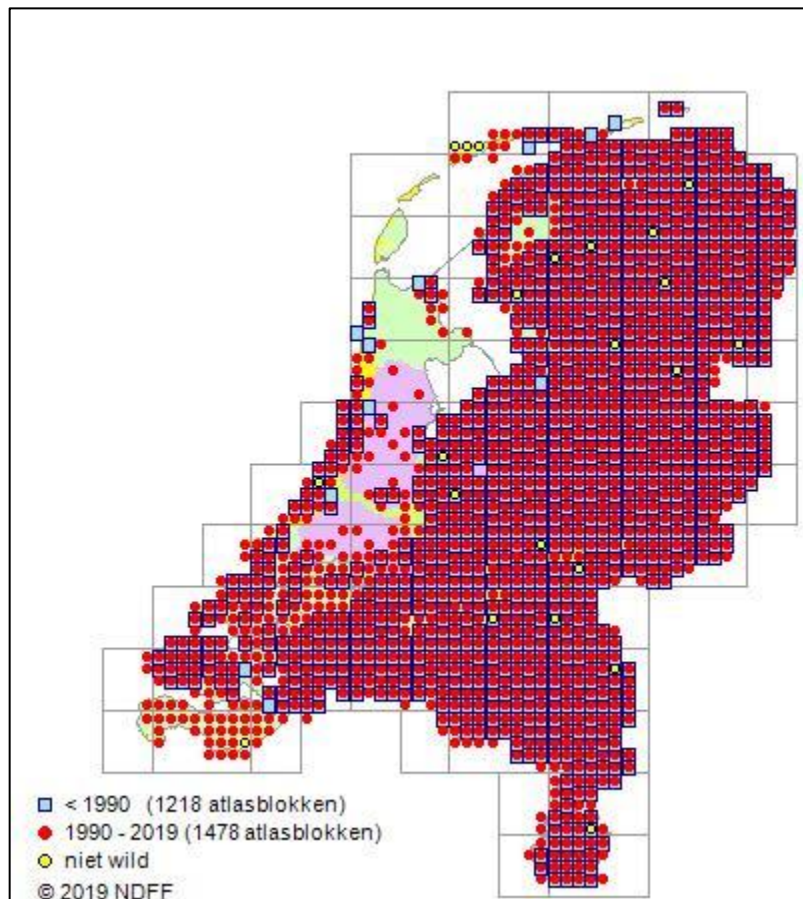 < 1990 (1218 atlasblokken)
1990 - 2019 (1478 atlasblokken)
niet wild
© 2019 NDFF